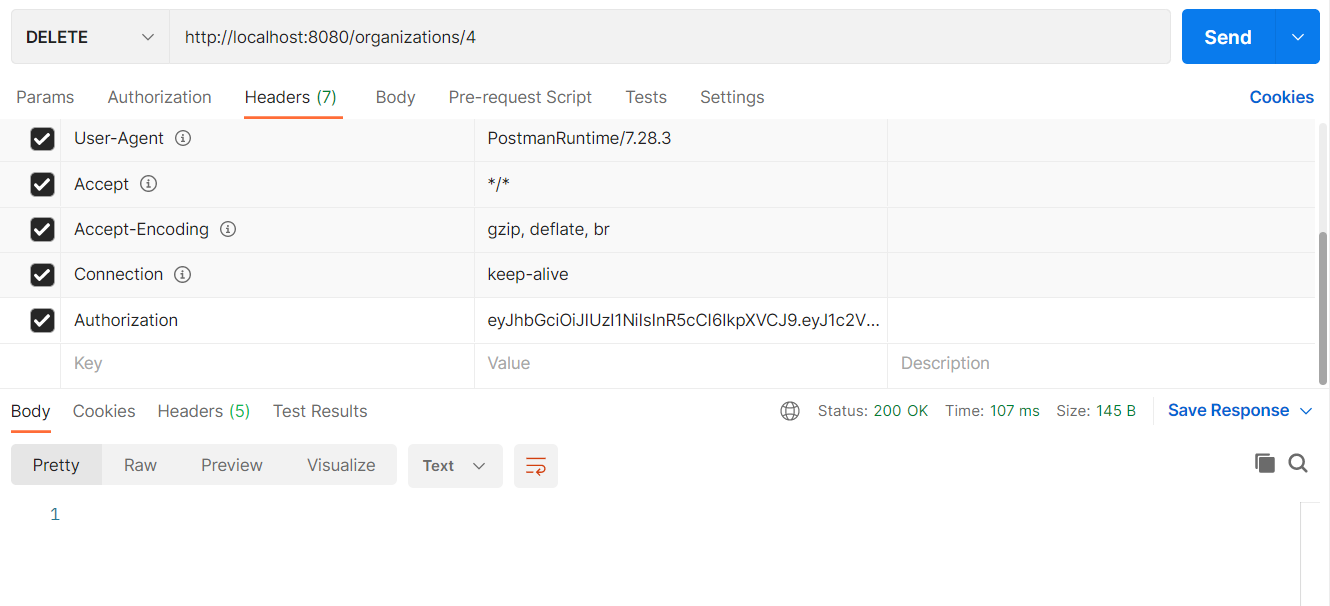 DELETE http://localhost:8080/organizations/4 Send
Params Authorization Headers (7) Body Pre-request Script Tests Settings Cookies
User-Agent PostmanRuntime/7.28.3
Accept */*
Accept-Encoding gzip, deflate, br
Connection keep-alive
Authorization eyJhbGciOiJIUzI1NiIsInR5cCI6IkpXVCJ9.eyJ1c2V...
Key Value Description
Body Cookies Headers (5) Test Results Status: 200 OK Time: 107 ms Size: 145 B Save Response
Pretty Raw Preview Visualize Text
1